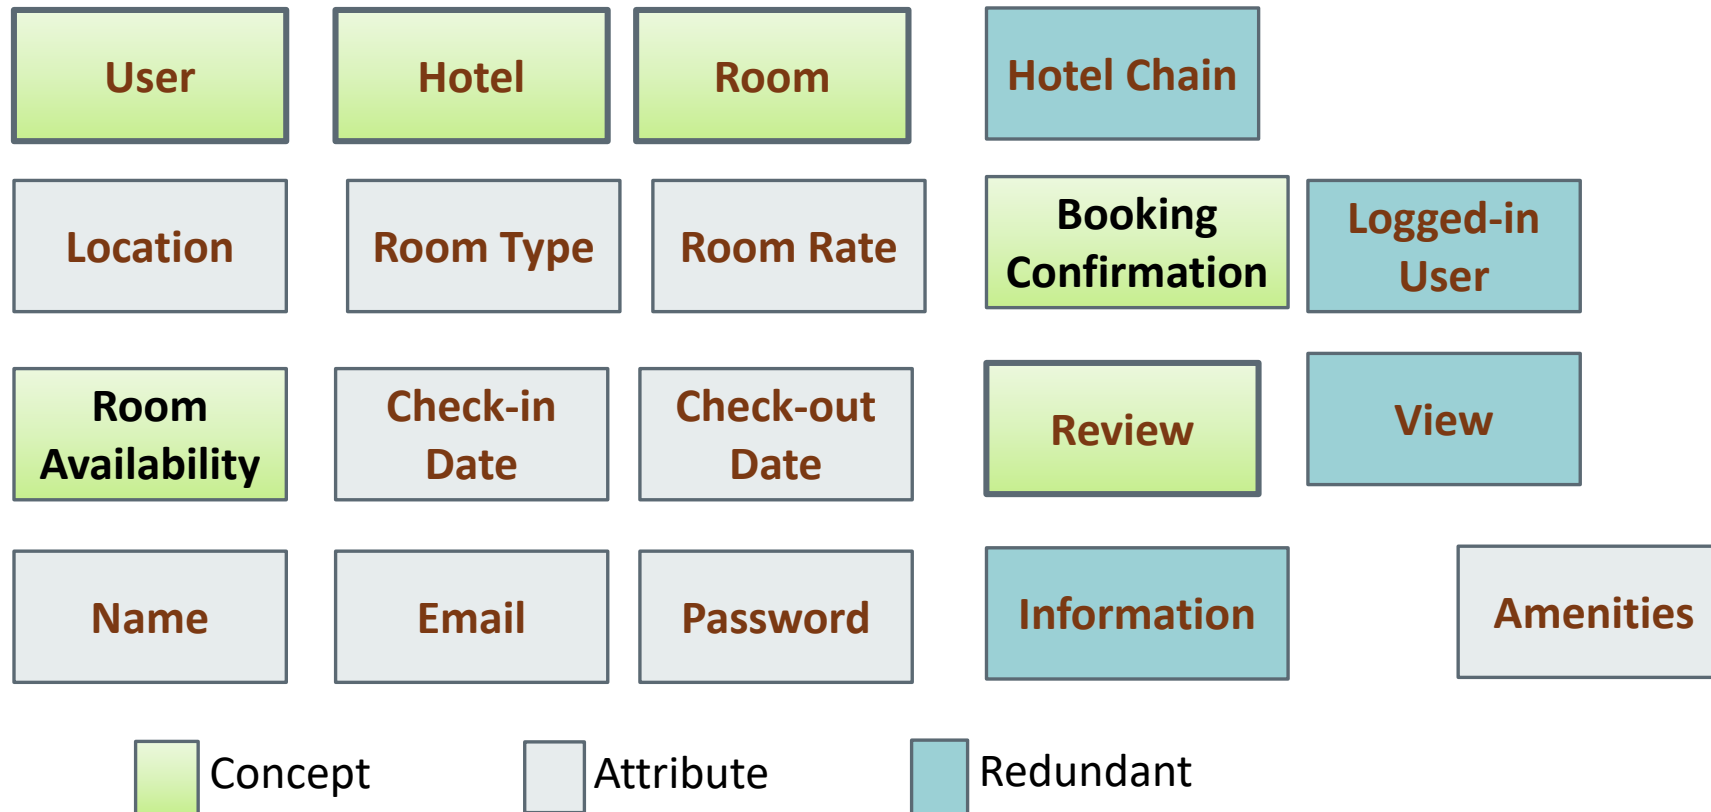 User
Hotel
Room
Hotel Chain
Location
Room Type
Room Rate
Booking
Confirmation
Logged-in
User
Room
Availability
Check-in
Date
Check-out
Date
Review
View
Name
Email
Password
Information
Amenities
Concept
Attribute
Redundant